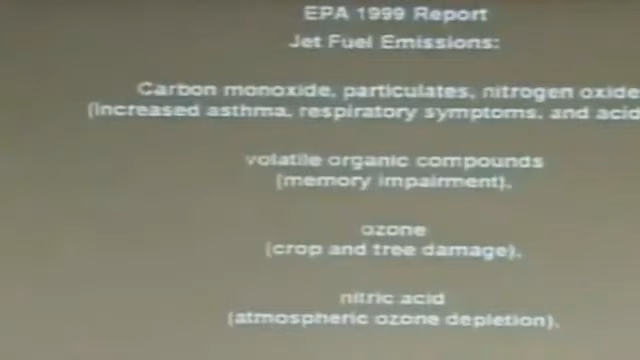 EPA 1999 Report
Jet Fuel Emissions:
Carbon monoxide, particulates, nitrogen oxide
(Increased asthma, respiratory symptoms, and acid
volatile organic compounds
(memory impairment),
ozone
(crop and tree damage),
nitric acid
(atmospheric ozone depletion).